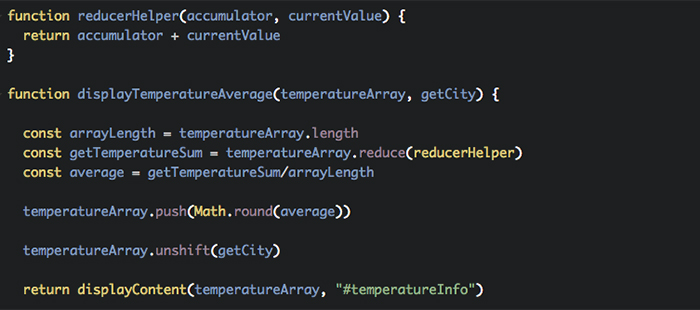 function reducerHelper(accumulator, currentValue) {
  return accumulator + currentValue
}
function displayTemperatureAverage(temperatureArray, getCity) {
  const arrayLength = temperatureArray.length
  const getTemperatureSum = temperatureArray.reduce(reducerHelper)
  const average = getTemperatureSum/arrayLength
  temperatureArray.push(Math.round(average))
  temperatureArray.unshift(getCity)
  return displayContent(temperatureArray, "#temperatureInfo")